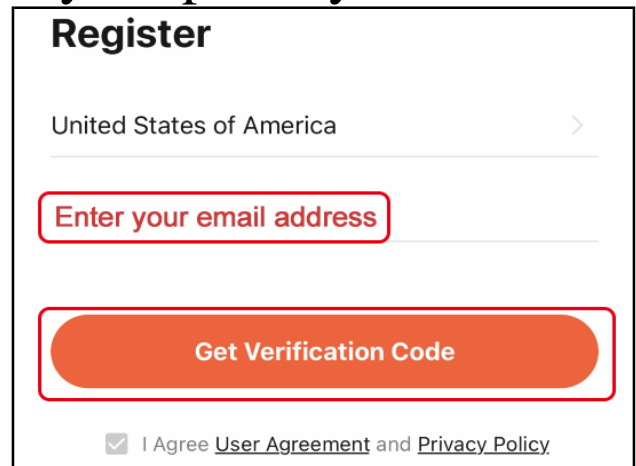 Register
United States of America
Enter your email address
Get Verification Code
I Agree User Agreement and Privacy Policy